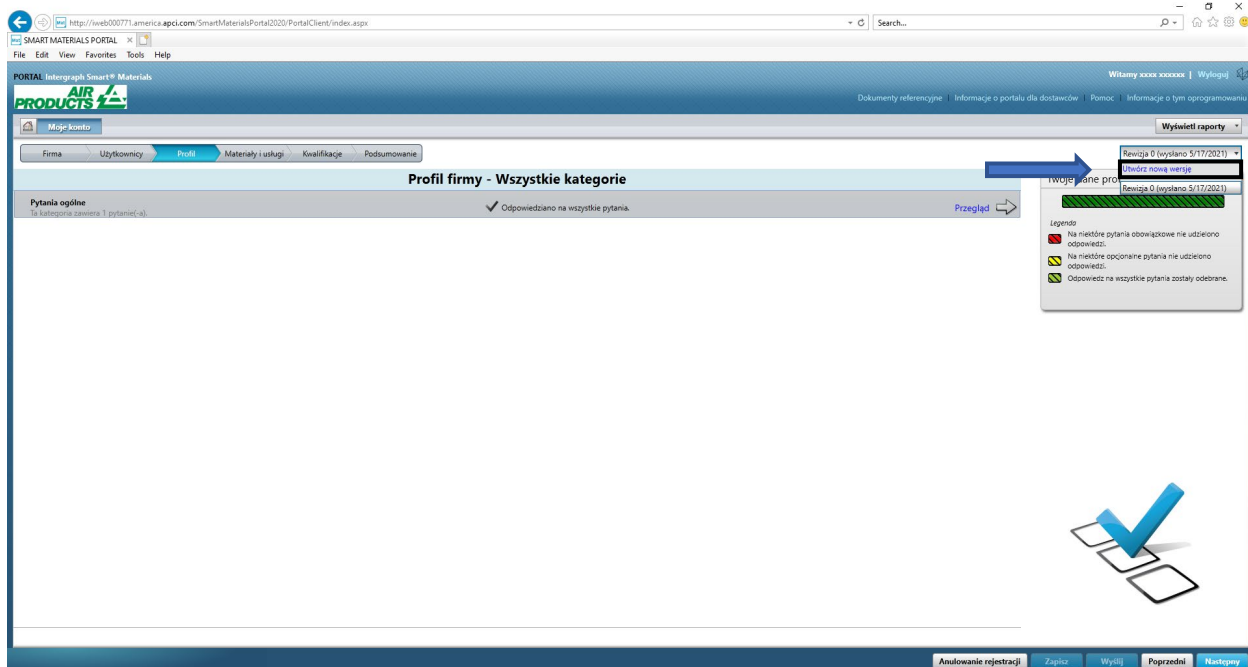 http://iweb000771.america.apci.com/SmartMaterialsPortal2020/PortalClient/index.aspx
Search...
SMART MATERIALS PORTAL
File Edit View Favorites Tools Help
PORTAL Intergraph Smart® Materials
Witamy xxxx xxxxxx | Wyloguj
AIR PRODUCTS
Dokumenty referencyjne | Informacje o portalu dla dostawców | Pomoc | Informacje o tym oprogramowaniu
Moje konto
Wyświetl raporty
Firma Użytkownicy Profil Materiały i usługi Kwalifikacje Podsumowanie
Rewizja 0 (wysłano 5/17/2021)
Utwórz nową wersję
Rewizja 0 (wysłano 5/17/2021)
Profil firmy - Wszystkie kategorie
Pytania ogólne
Ta kategoria zawiera 1 pytanie(-a).
Odpowiedziano na wszystkie pytania.
Przegląd
Legenda
Na niektóre pytania obowiązkowe nie udzielono
odpowiedzi.
Na niektóre opcjonalne pytania nie udzielono
odpowiedzi.
Odpowiedz na wszystkie pytania zostały odebrane.
Anulowanie rejestracji Zapisz Wyślij Poprzedni Następny